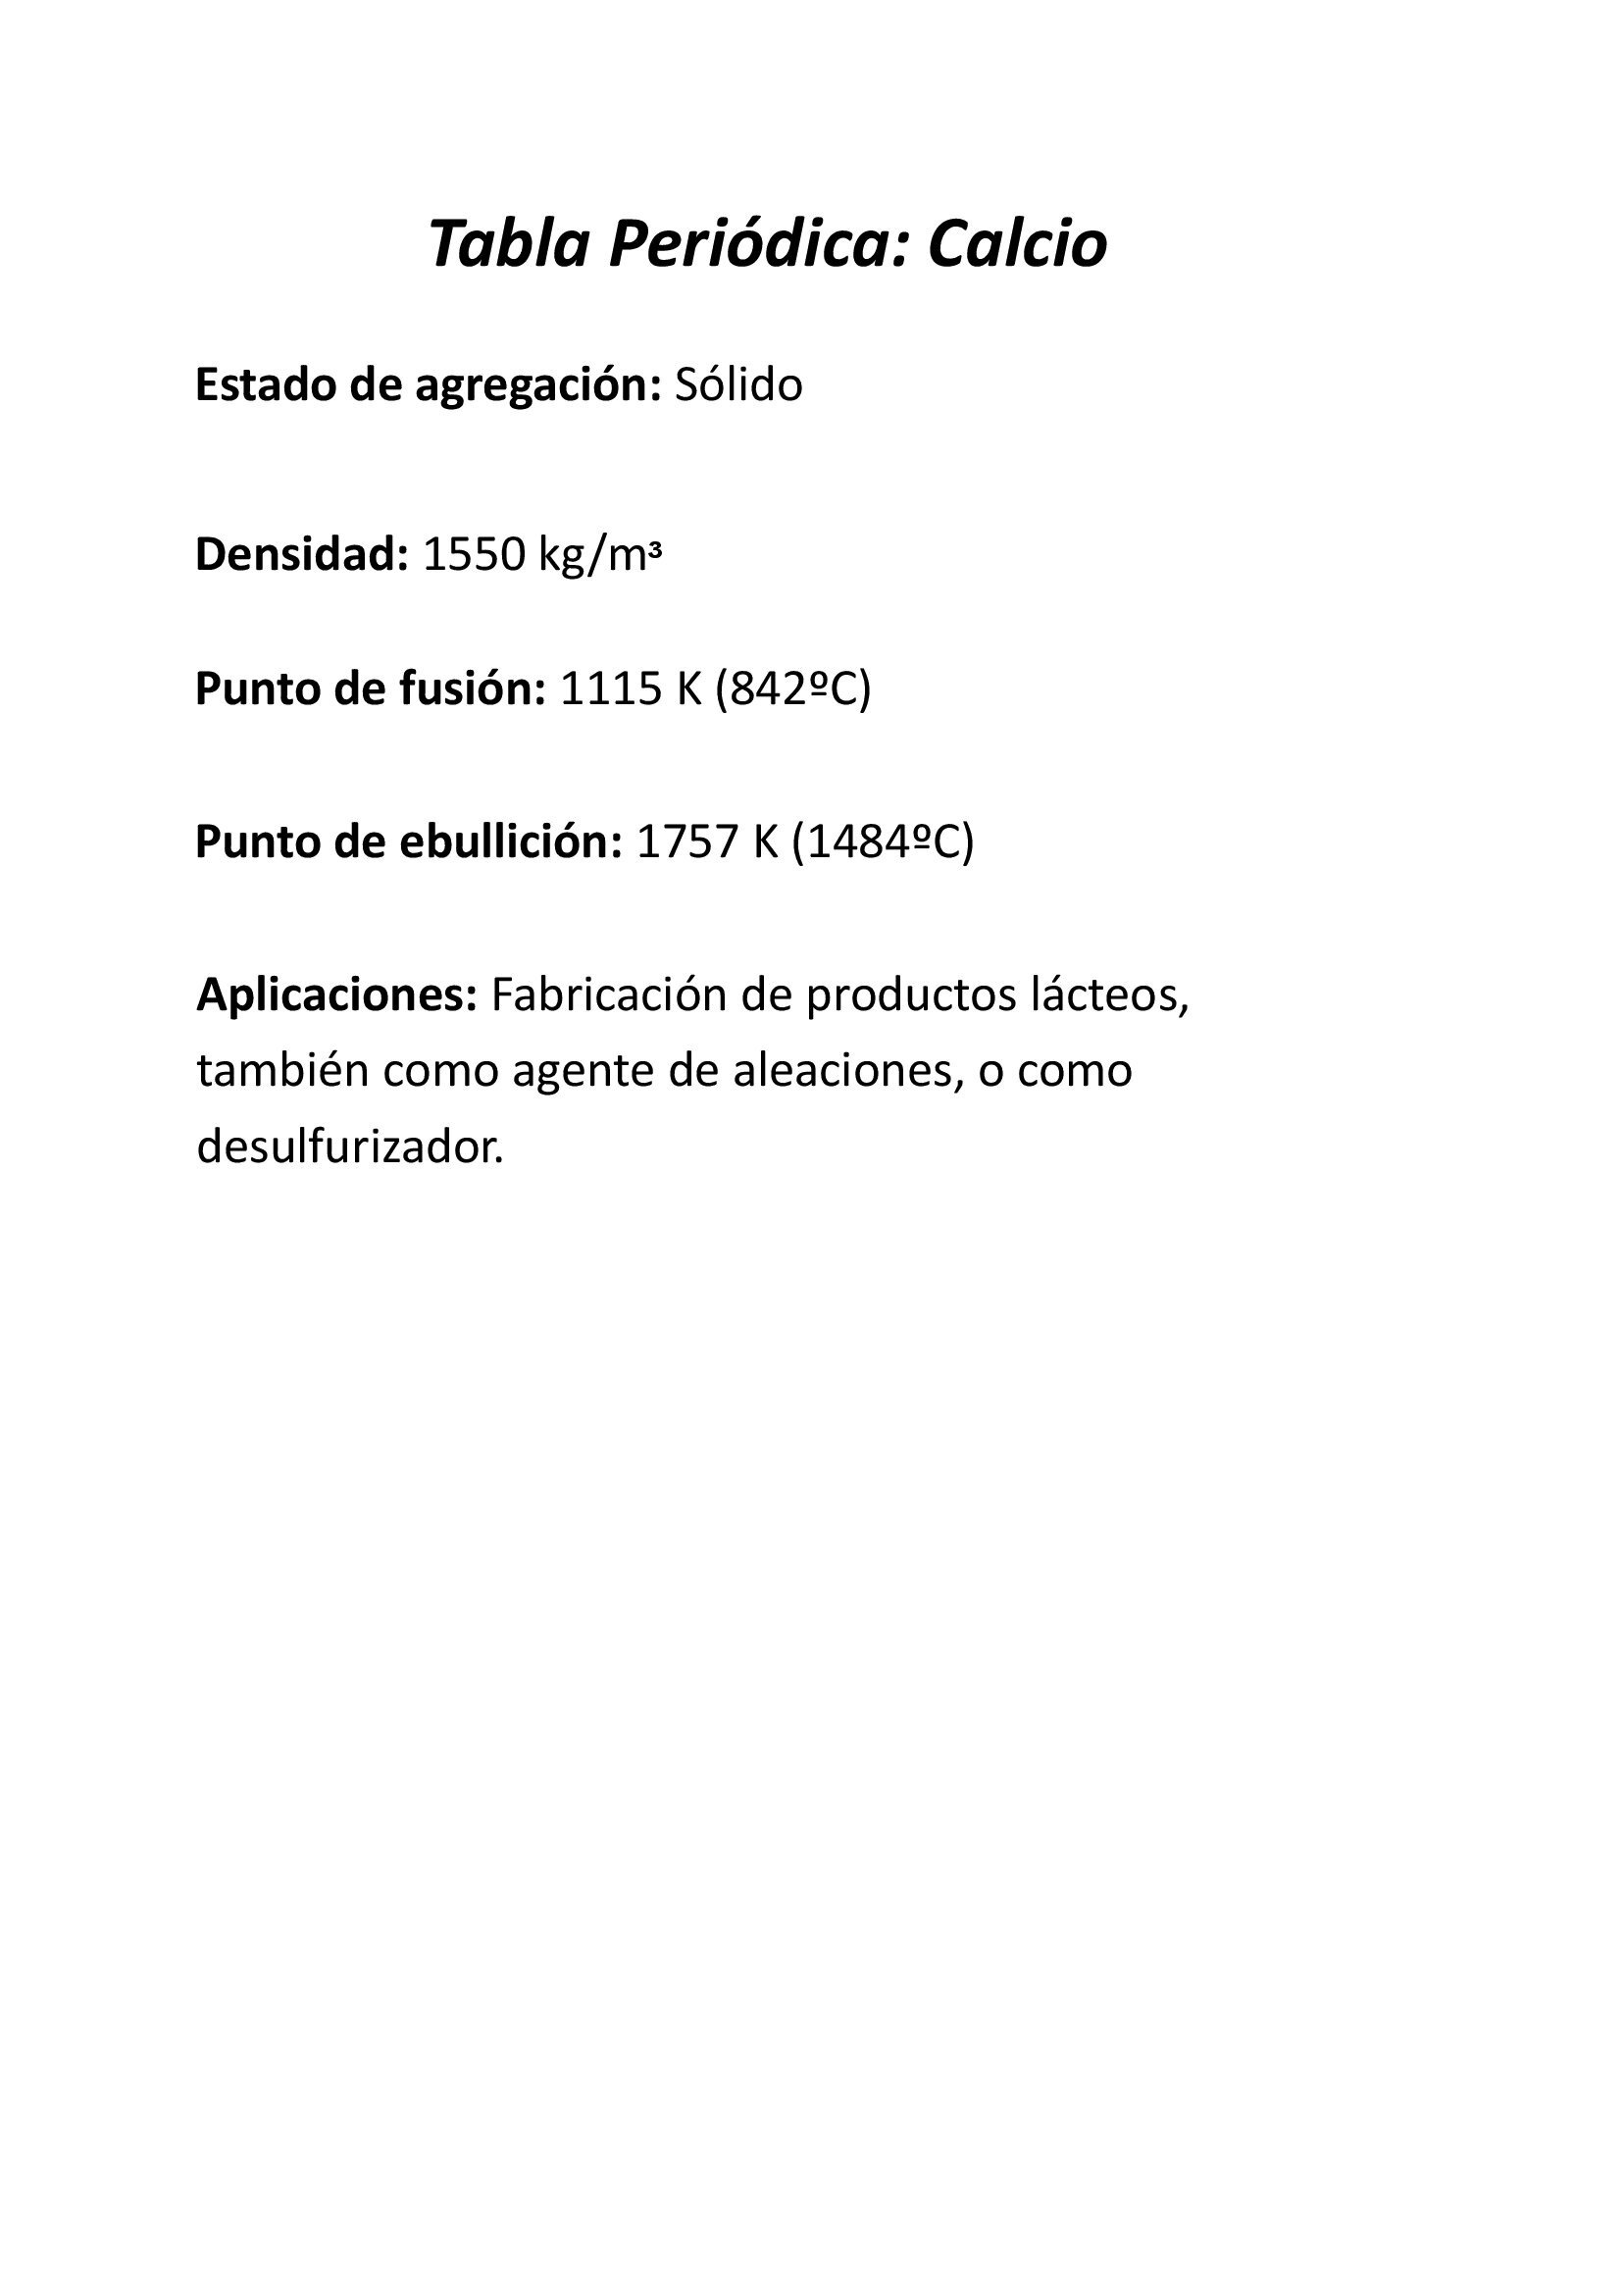 Tabla Periódica: Calcio
Estado de agregación: Sólido
Densidad: 1550 kg/m³
Punto de fusión: 1115 K (842ºC)
Punto de ebullición: 1757 K (1484ºC)
Aplicaciones: Fabricación de productos lácteos,
también como agente de aleaciones, o como
desulfurizador.